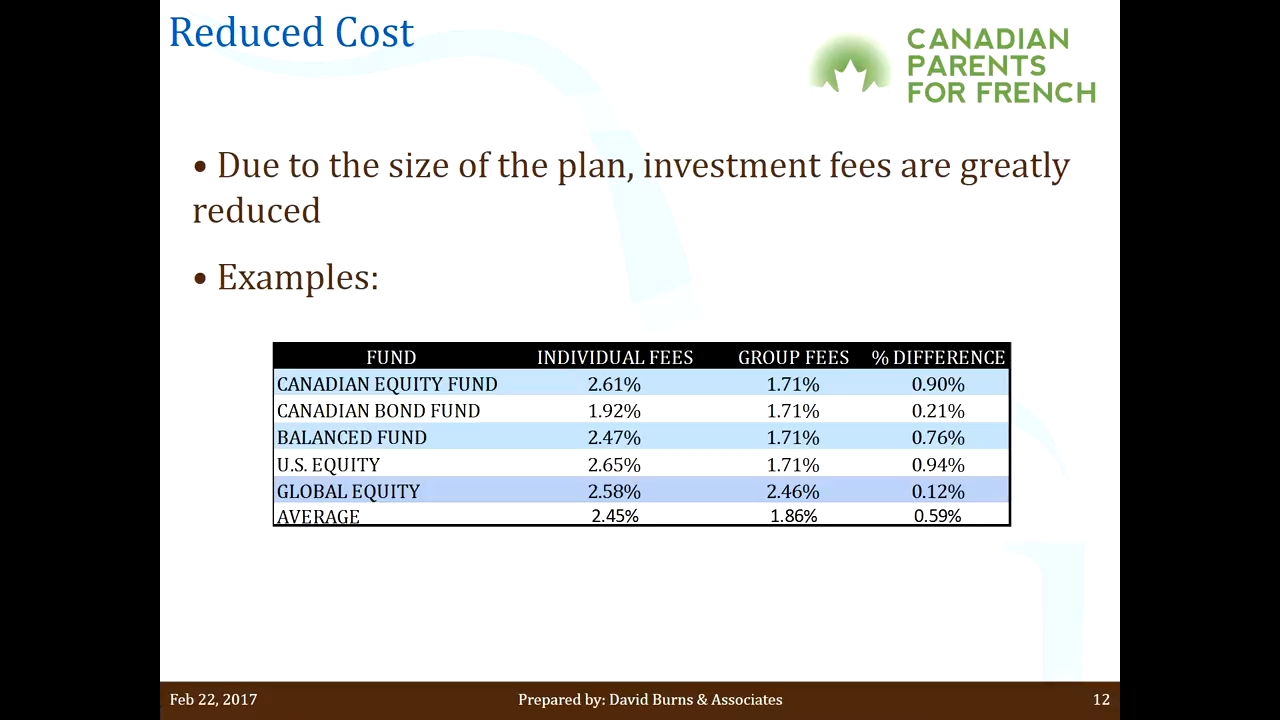 Reduced Cost
CANADIAN
PARENTS
FOR FRENCH
• Due to the size of the plan, investment fees are greatly
reduced
• Examples:
FUND INDIVIDUAL FEES GROUP FEES % DIFFERENCE
CANADIAN EQUITY FUND 2.61% 1.71% 0.90%
CANADIAN BOND FUND 1.92% 1.71% 0.21%
BALANCED FUND 2.47% 1.71% 0.76%
U.S. EQUITY 2.65% 1.71% 0.94%
GLOBAL EQUITY 2.58% 2.46% 0.12%
AVERAGE 2.45% 1.86% 0.59%
Feb 22, 2017 Prepared by: David Burns & Associates 12